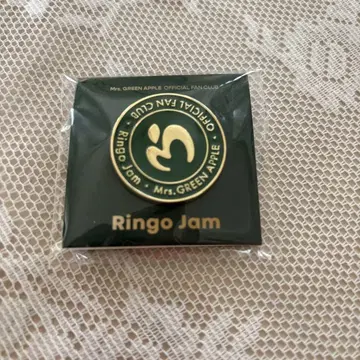 Mrs. GREEN APPLE OFFICIAL FAN CLUB
OFFICIAL FAN CLUB • Mrs. GREEN APPLE • Ringo Jam •
Ringo Jam